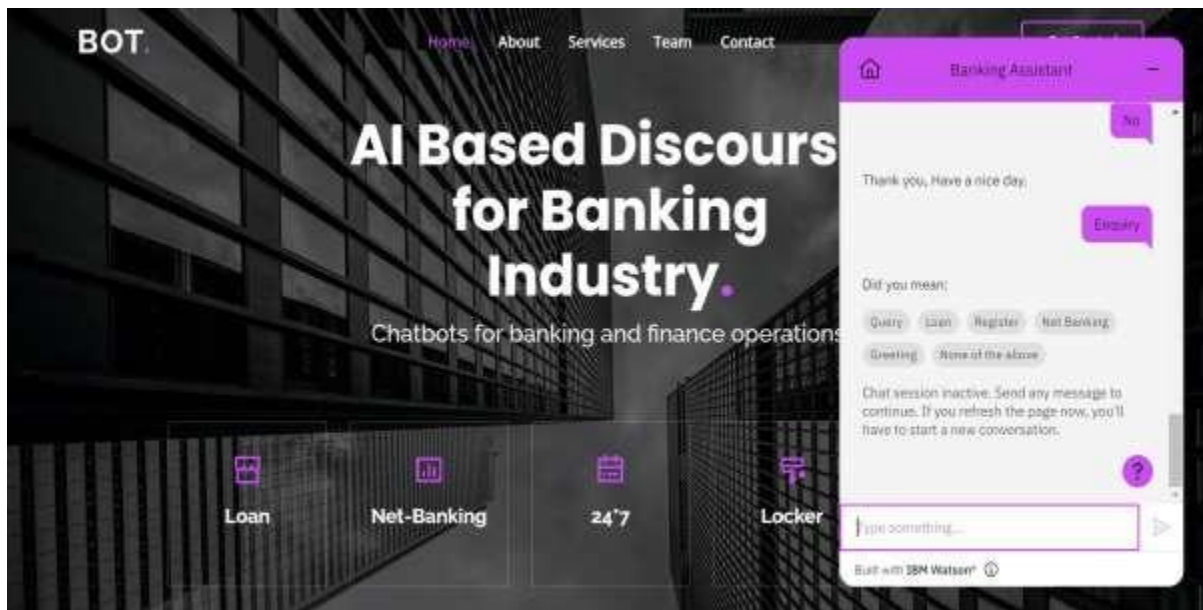 BOT.
Home About Services Team Contact
AI Based Discours
for Banking
Industry.
Chatbots for banking and finance operations
Loan
Net-Banking
24*7
Locker
Banking Assistant
No
Thank you, Have a nice day.
Enquiry
Did you mean:
Query Loan Register Net Banking
Greeting None of the above
Chat session inactive. Send any message to
continue. If you refresh the page now, you'll
have to start a new conversation.
?
Type something...
Built with IBM Watson®